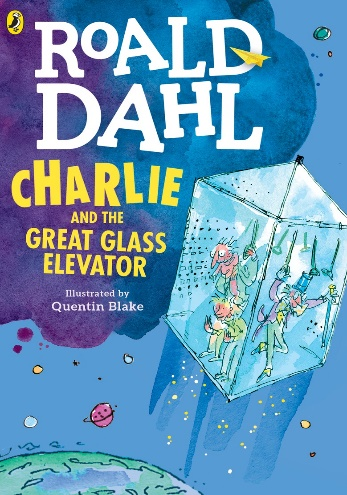 ROALD
DAHL
CHARLIE
AND THE
GREAT GLASS
ELEVATOR
Illustrated by
Quentin Blake